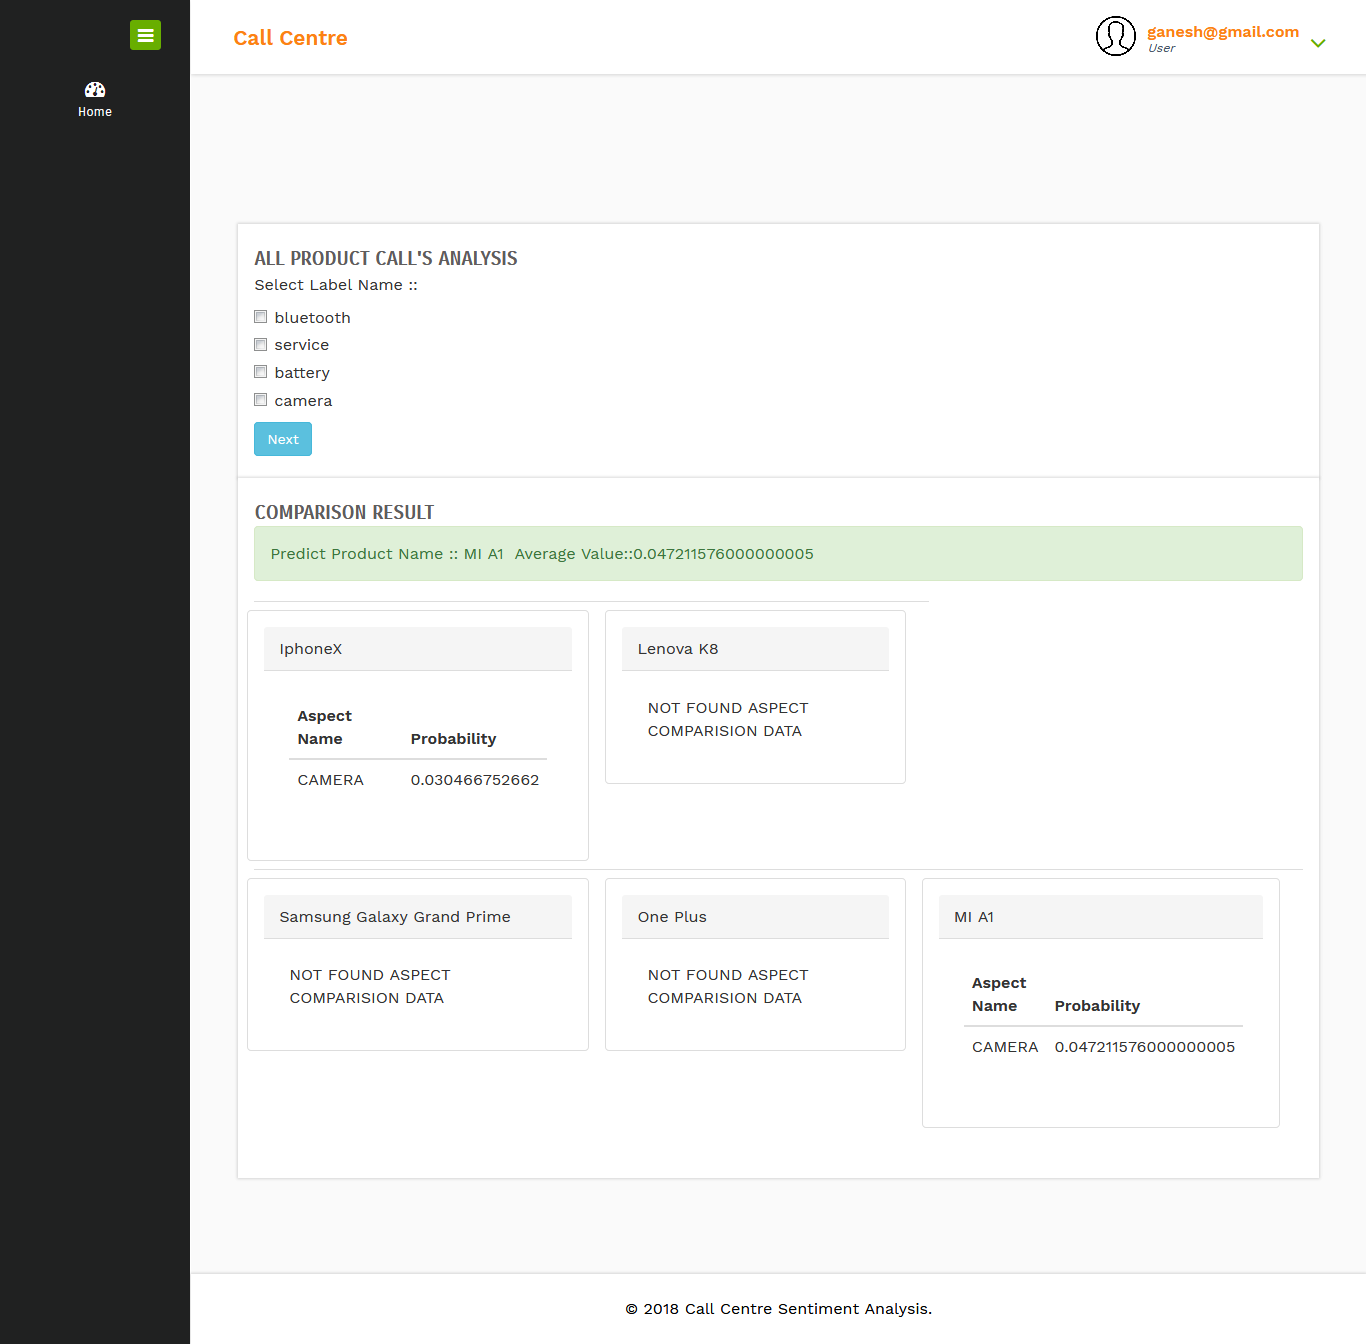 Call Centre
ganesh@gmail.com
User
Home
ALL PRODUCT CALL'S ANALYSIS
Select Label Name ::
bluetooth
service
battery
camera
Next
COMPARISON RESULT
Predict Product Name :: MI A1 Average Value::0.047211576000000005
IphoneX
Aspect
Name Probability
CAMERA 0.030466752662
Lenova K8
NOT FOUND ASPECT
COMPARISION DATA
Samsung Galaxy Grand Prime
NOT FOUND ASPECT
COMPARISION DATA
One Plus
NOT FOUND ASPECT
COMPARISION DATA
MI A1
Aspect
Name Probability
CAMERA 0.047211576000000005
© 2018 Call Centre Sentiment Analysis.